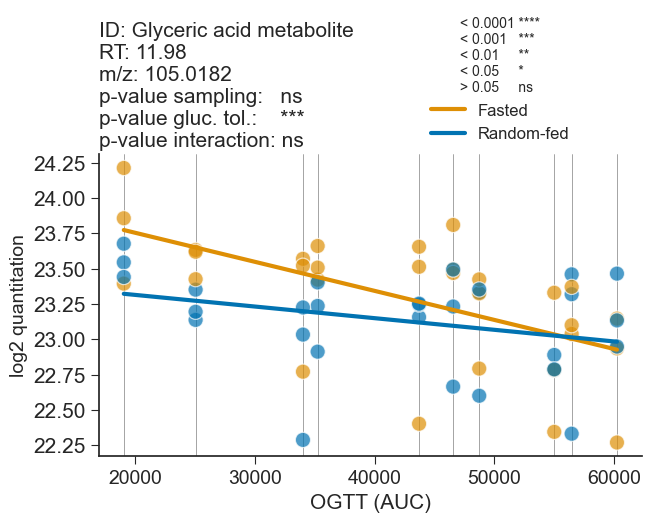 ID: Glyceric acid metabolite
RT: 11.98
m/z: 105.0182
p-value sampling: ns
p-value gluc. tol.: ***
p-value interaction: ns
< 0.0001 ****
< 0.001 ***
< 0.01 **
< 0.05 *
> 0.05 ns
Fasted
Random-fed
log2 quantitation
24.25
24.00
23.75
23.50
23.25
23.00
22.75
22.50
22.25
20000 30000 40000 50000 60000
OGTT (AUC)